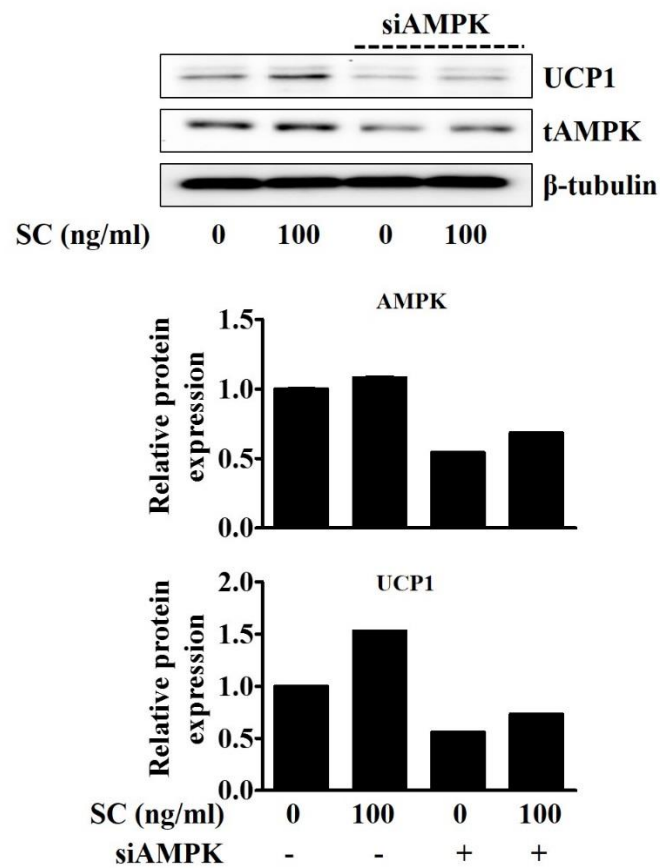 siAMPK
UCP1
tAMPK
β-tubulin
SC (ng/ml) 0 100 0 100
AMPK
Relative protein
expression
1.5
1.0
0.5
0.0
UCP1
Relative protein
expression
2.0
1.5
1.0
0.5
0.0
SC (ng/ml) 0 100 0 100
siAMPK - - + +